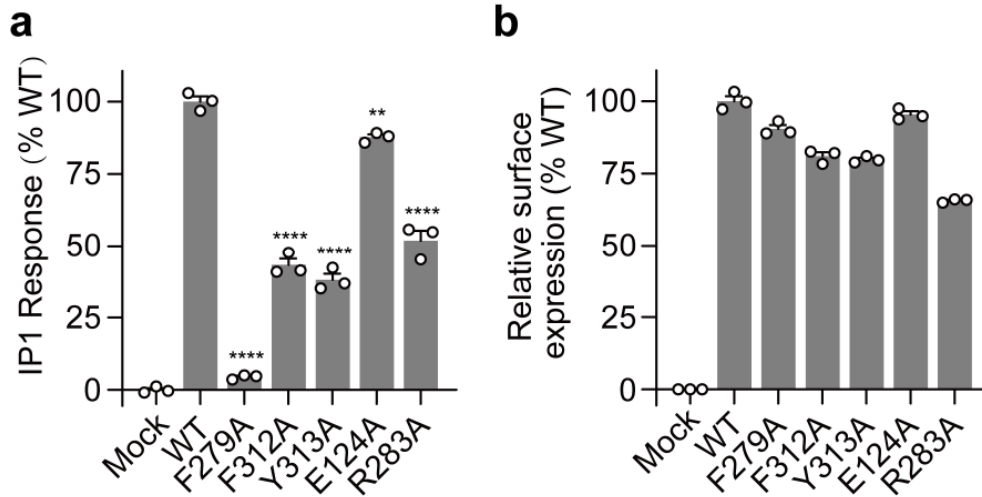 a
IP1 Response (% WT)
100
75
50
25
0
****
****
****
**
****
Mock
WT
F279A
F312A
Y313A
E124A
R283A
b
Relative surface
expression (% WT)
100
75
50
25
0
Mock
WT
F279A
F312A
Y313A
E124A
R283A